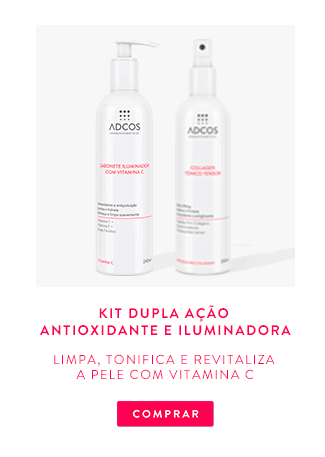 ADCOS
SABONETE ILUMINADOR
COM VITAMINA C
ADCOS
COLLAGEN
TÔNICO TENSOR
KIT DUPLA AÇÃO
ANTIOXIDANTE E ILUMINADORA
LIMPA, TONIFICA E REVITALIZA
A PELE COM VITAMINA C
COMPRAR